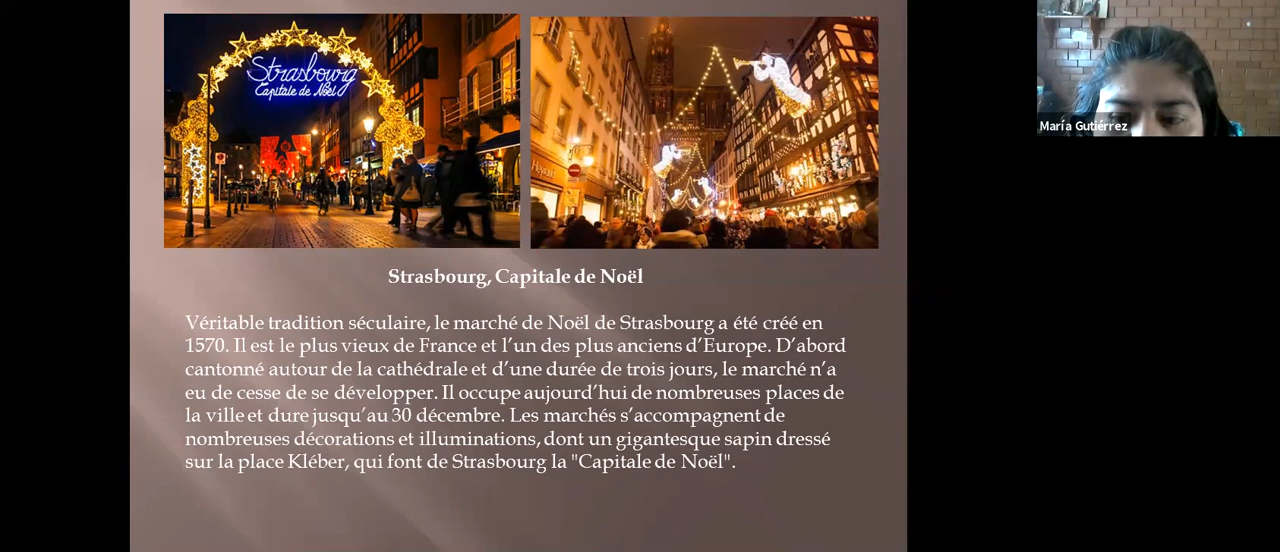 Strasbourg
Capitale de Noël
María Gutiérrez
Strasbourg, Capitale de Noël
Véritable tradition séculaire, le marché de Noël de Strasbourg a été créé en
1570. Il est le plus vieux de France et l’un des plus anciens d’Europe. D’abord
cantonné autour de la cathédrale et d’une durée de trois jours, le marché n’a
eu de cesse de se développer. Il occupe aujourd’hui de nombreuses places de
la ville et dure jusqu’au 30 décembre. Les marchés s’accompagnent de
nombreuses décorations et illuminations, dont un gigantesque sapin dressé
sur la place Kléber, qui font de Strasbourg la "Capitale de Noël".